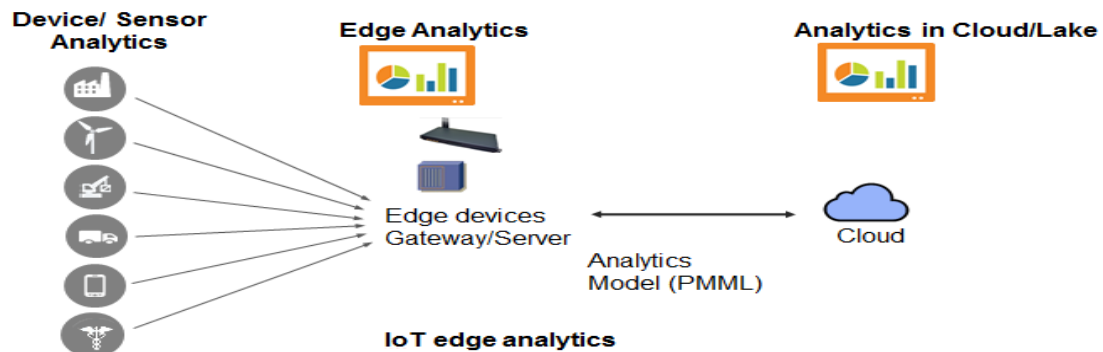 Device/ Sensor
Analytics
Edge Analytics
Analytics in Cloud/Lake
Edge devices
Gateway/Server
Cloud
Analytics
Model (PMML)
IoT edge analytics